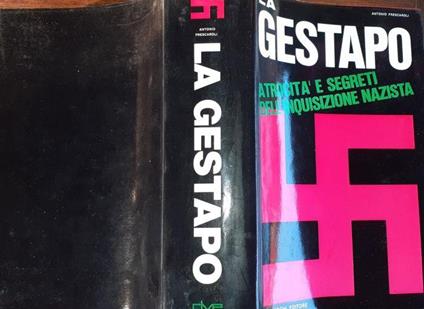 ANTONIO
FRESCAROLI
LA GESTAPO
ANTONIO FRESCAROLI
LA
GESTAPO
ATROCITA' E SEGRETI
DELL'INQUISIZIONE NAZISTA
EDITORE